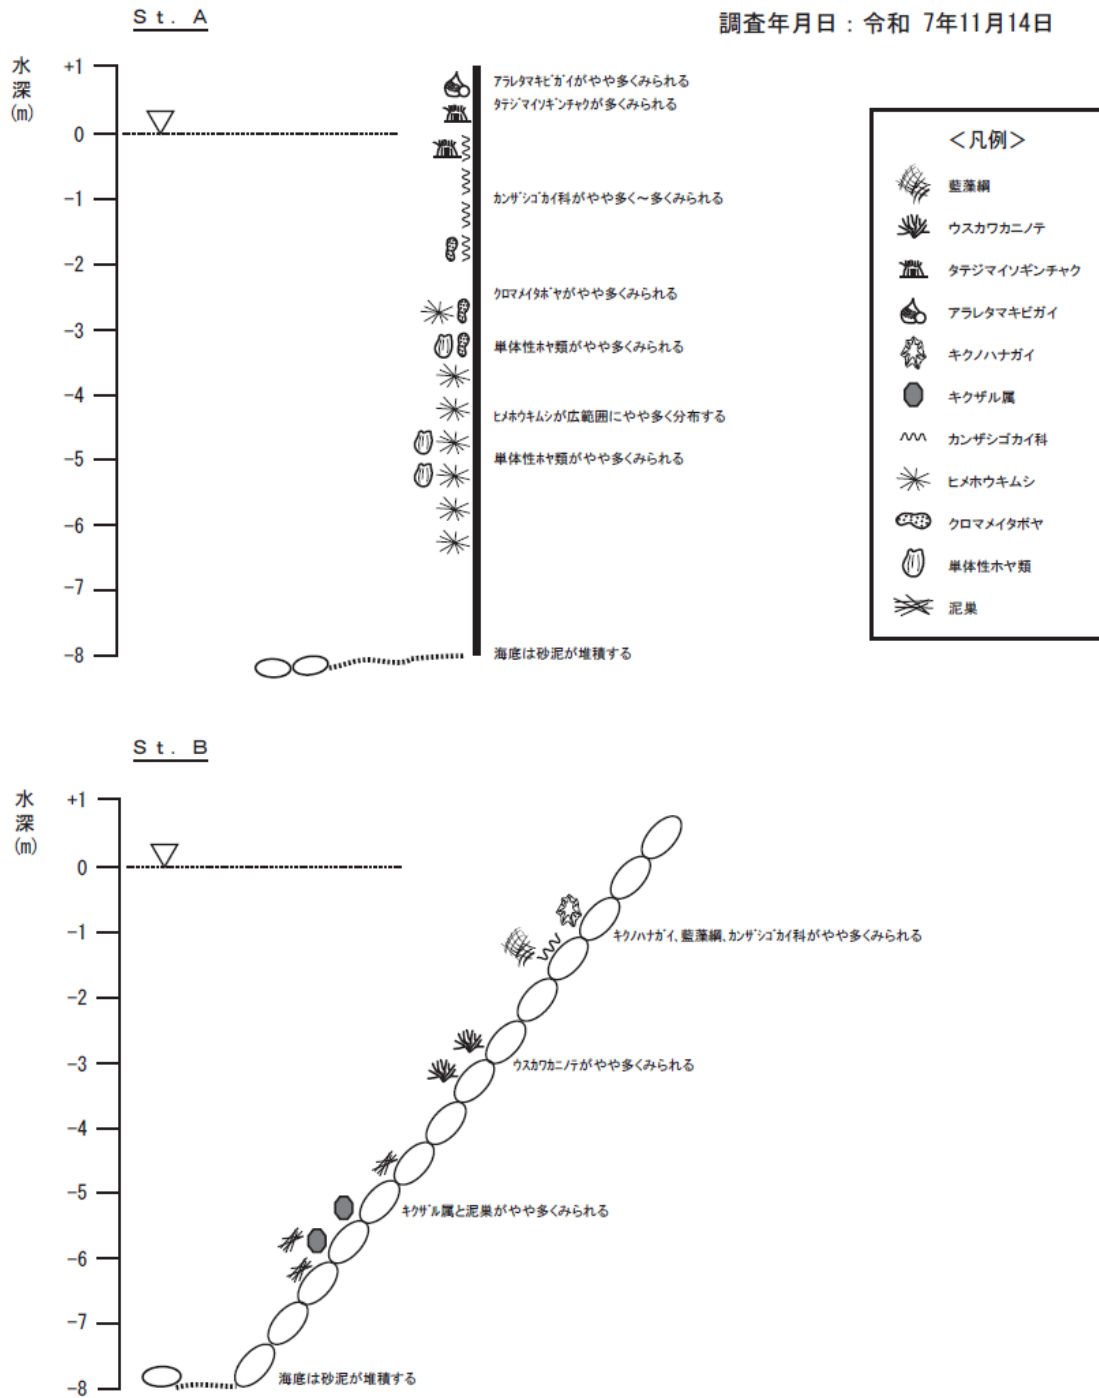 Ｓｔ．Ａ
調査年月日：令和 7年11月14日
水深(m)
+1
0
-1
-2
-3
-4
-5
-6
-7
-8
ｱﾗﾚﾀﾏｷﾋﾞｶﾞｲがやや多くみられる
ﾀﾃｼﾞﾏｲｿｷﾞﾝﾁｬｸが多くみられる
ｶﾝｻﾞｼｺﾞｶｲ科がやや多く～多くみられる
ｸﾛﾏﾒｲﾀﾎﾞﾔがやや多くみられる
単体性ホヤ類がやや多くみられる
ﾋﾒﾎｳｷﾑｼが広範囲にやや多く分布する
単体性ホヤ類がやや多くみられる
海底は砂泥が堆積する
＜凡例＞
藍藻綱
ウスカワカニノテ
タテジマイソギンチャク
アラレタマキビガイ
キクノハナガイ
キクザル属
カンザシゴカイ科
ヒメホウキムシ
クロマメイタボヤ
単体性ホヤ類
泥巣
Ｓｔ．Ｂ
水深(m)
+1
0
-1
-2
-3
-4
-5
-6
-7
-8
ｷｸﾉﾊﾅｶﾞｲ、藍藻綱、ｶﾝｻﾞｼｺﾞｶｲ科がやや多くみられる
ｳｽｶﾜｶﾆﾉﾃがやや多くみられる
ｷｸｻﾞﾙ属と泥巣がやや多くみられる
海底は砂泥が堆積する